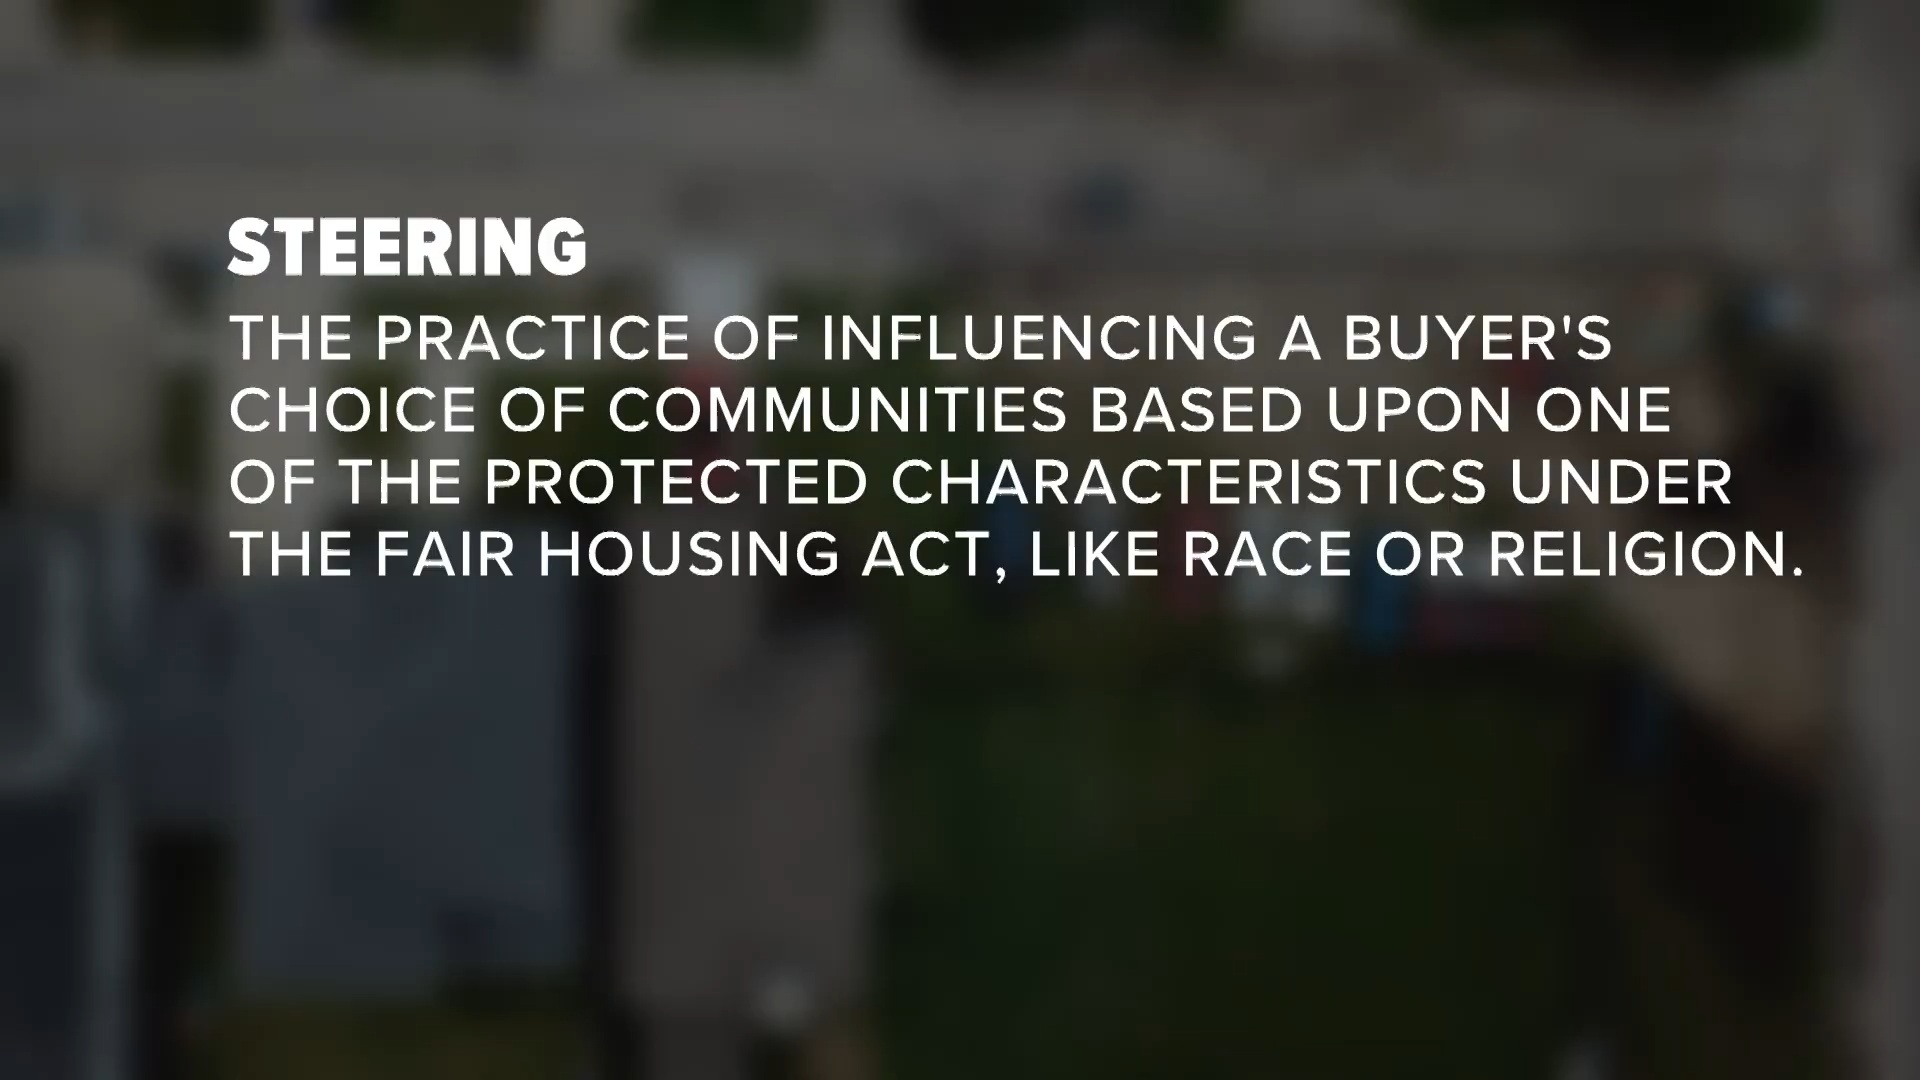 STEERING
THE PRACTICE OF INFLUENCING A BUYER'S
CHOICE OF COMMUNITIES BASED UPON ONE
OF THE PROTECTED CHARACTERISTICS UNDER
THE FAIR HOUSING ACT, LIKE RACE OR RELIGION.